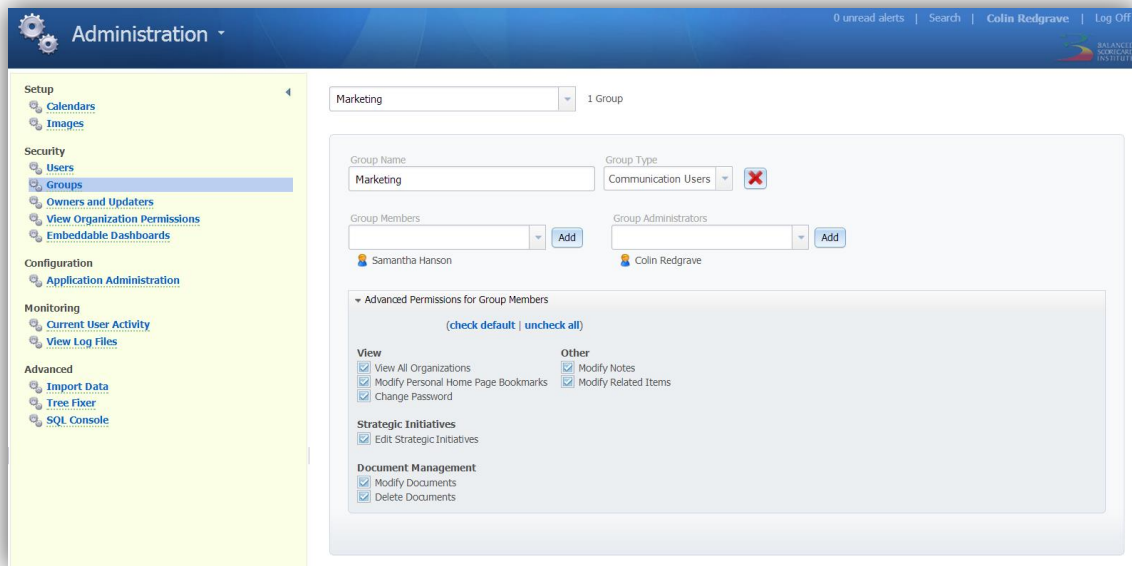 Administration
0 unread alerts | Search | Colin Redgrave | Log Off
BALANCED
SCORECARD
INSTITUTE
Setup
Calendars
Images
Security
Users
Groups
Owners and Updaters
View Organization Permissions
Embeddable Dashboards
Configuration
Application Administration
Monitoring
Current User Activity
View Log Files
Advanced
Import Data
Tree Fixer
SQL Console
Marketing 1 Group
Group Name Group Type
Marketing Communication Users
Group Members Group Administrators
Add Add
Samantha Hanson Colin Redgrave
Advanced Permissions for Group Members
(check default | uncheck all)
View Other
View All Organizations Modify Notes
Modify Personal Home Page Bookmarks Modify Related Items
Change Password
Strategic Initiatives
Edit Strategic Initiatives
Document Management
Modify Documents
Delete Documents